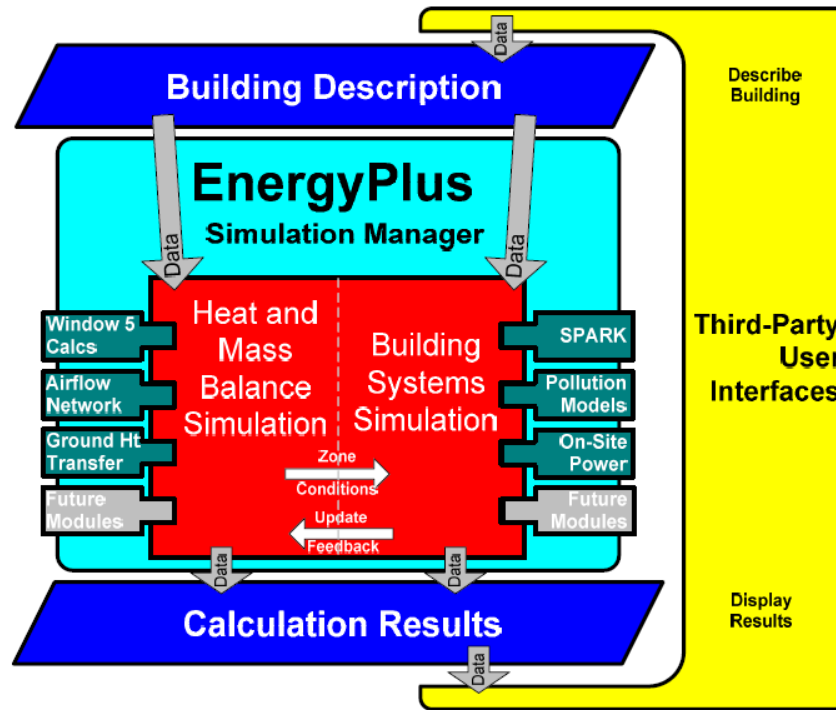 Data
Describe
Building
Building Description
EnergyPlus
Simulation Manager
Data
Data
Window 5
Calcs
Airflow
Network
Ground Ht
Transfer
Future
Modules
Heat and
Mass
Balance
Simulation
Building
Systems
Simulation
Zone
Conditions
Update
Feedback
SPARK
Pollution
Models
On-Site
Power
Future
Modules
Third-Party
User
Interfaces
Data
Data
Calculation Results
Display
Results
Data